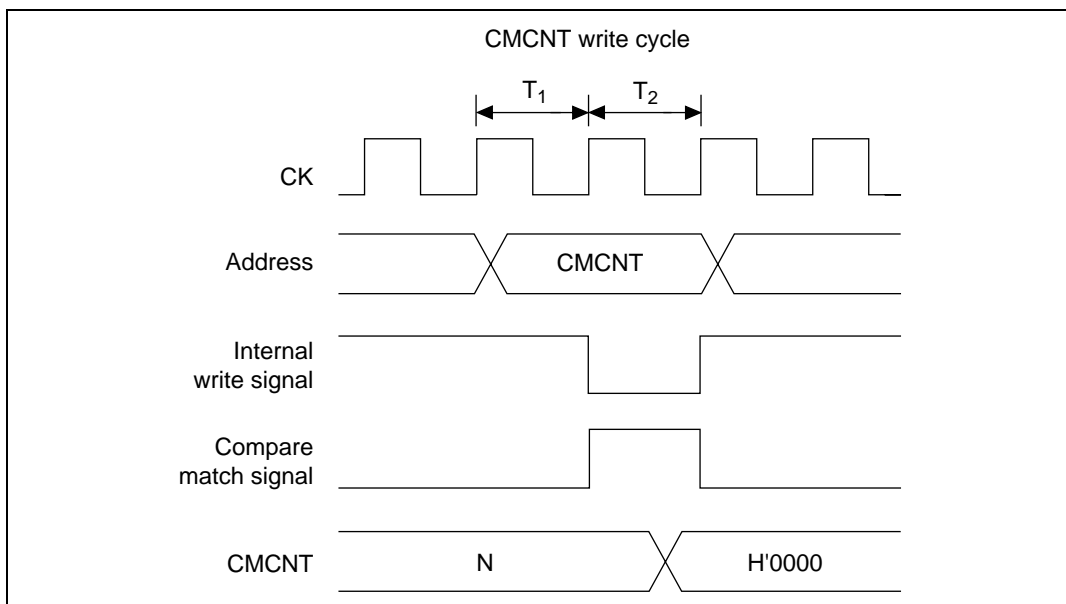 CMCNT write cycle
T1 T2
CK
Address CMCNT
Internal
write signal
Compare
match signal
CMCNT N H'0000